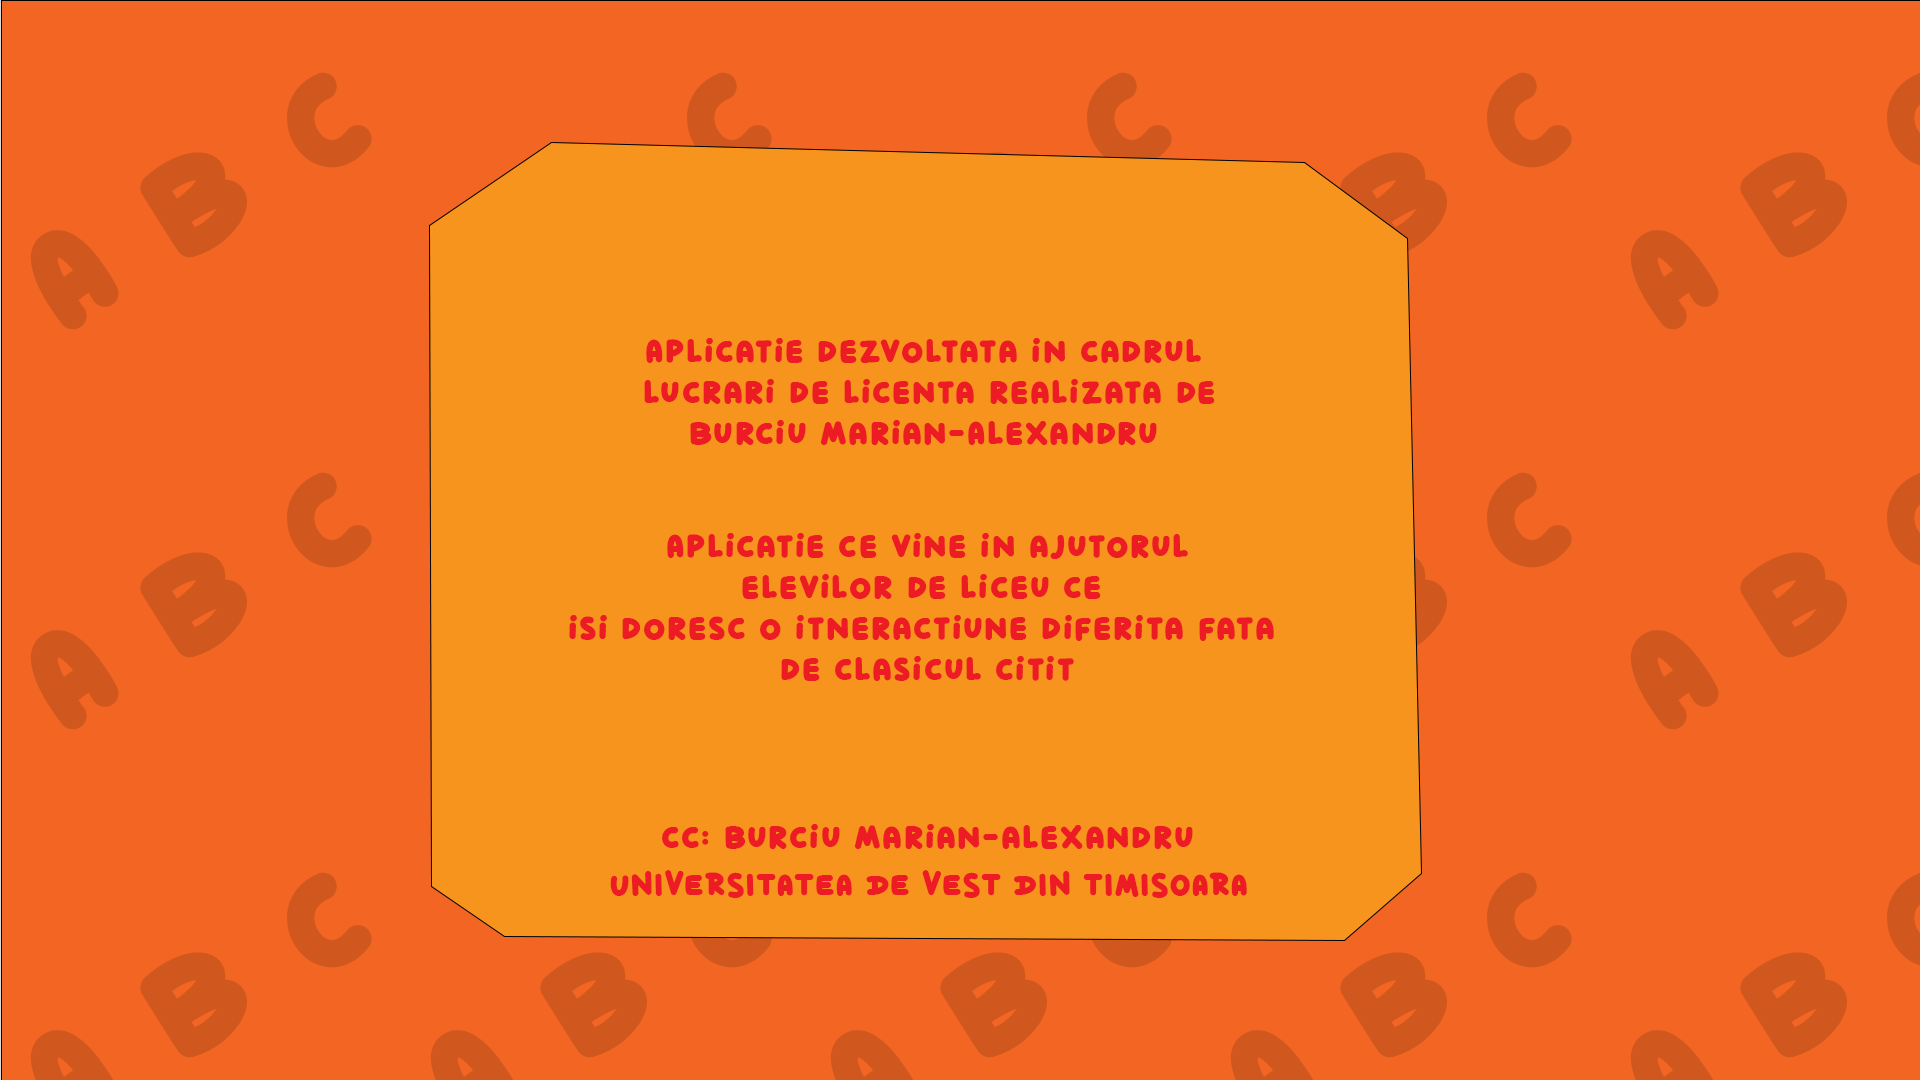 A B C C C B C A B C
APLiCATiE DEZVOLTATA iN CADRUL
LUCRARi DE LiCENTA REALiZATA DE
BURCiU MARiAN-ALEXANDRU
APLiCATiE CE ViNE iN AJUTORUL
ELEViLOR DE LiCEU CE
iSi DORESC O iTNERACTiUNE DiFERiTA FATA
DE CLASiCUL CiTiT
CC: BURCiU MARiAN-ALEXANDRU
UNIVERSITATEA DE VEST DIN TIMISOARA